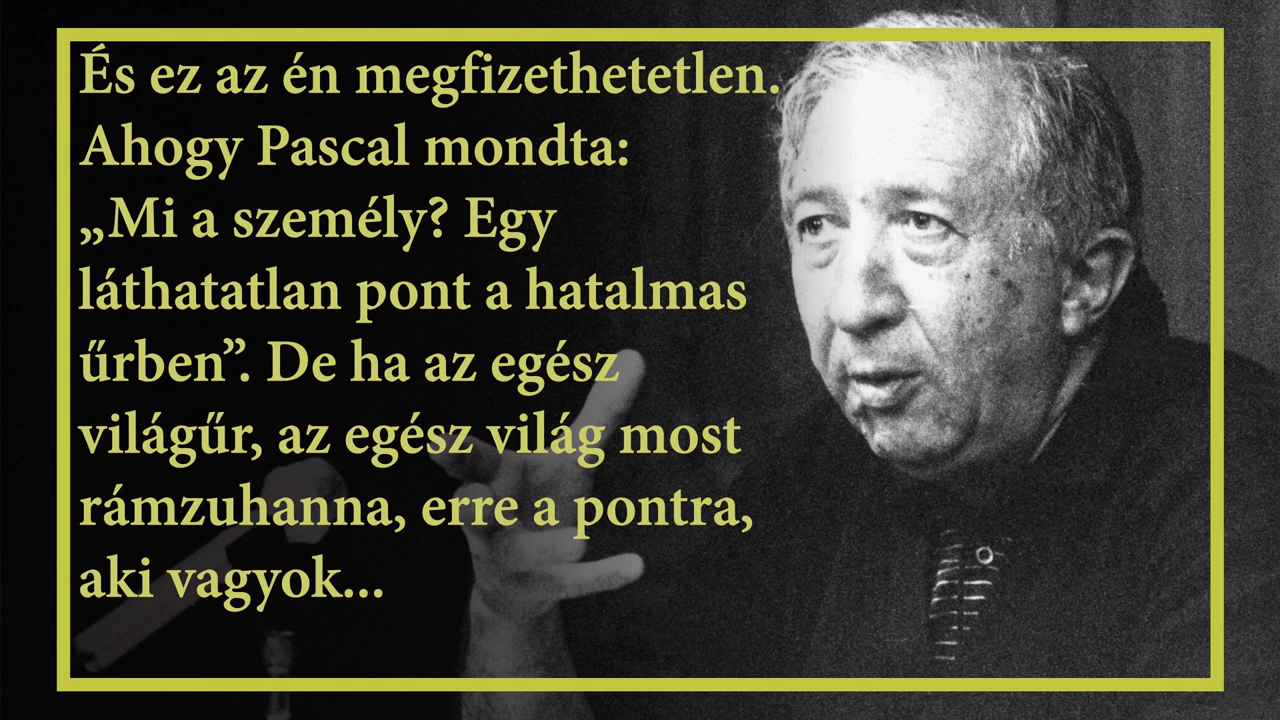 És ez az én megfizethetetlen.
Ahogy Pascal mondta:
„Mi a személy? Egy
láthatatlan pont a hatalmas
űrben”. De ha az egész
világűr, az egész világ most
rámzuhanna, erre a pontra,
aki vagyok...